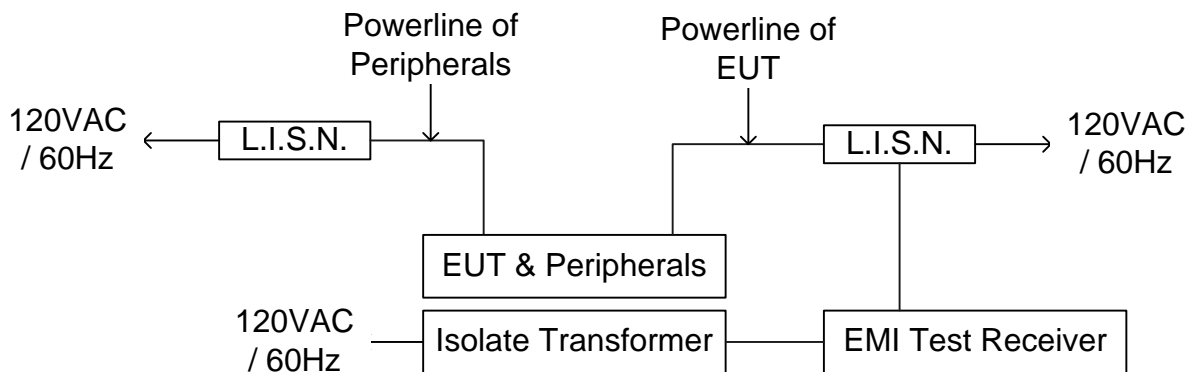 Powerline of
Peripherals
Powerline of
EUT
120VAC
/ 60Hz
L.I.S.N.
L.I.S.N.
120VAC
/ 60Hz
EUT & Peripherals
120VAC
/ 60Hz
Isolate Transformer
EMI Test Receiver